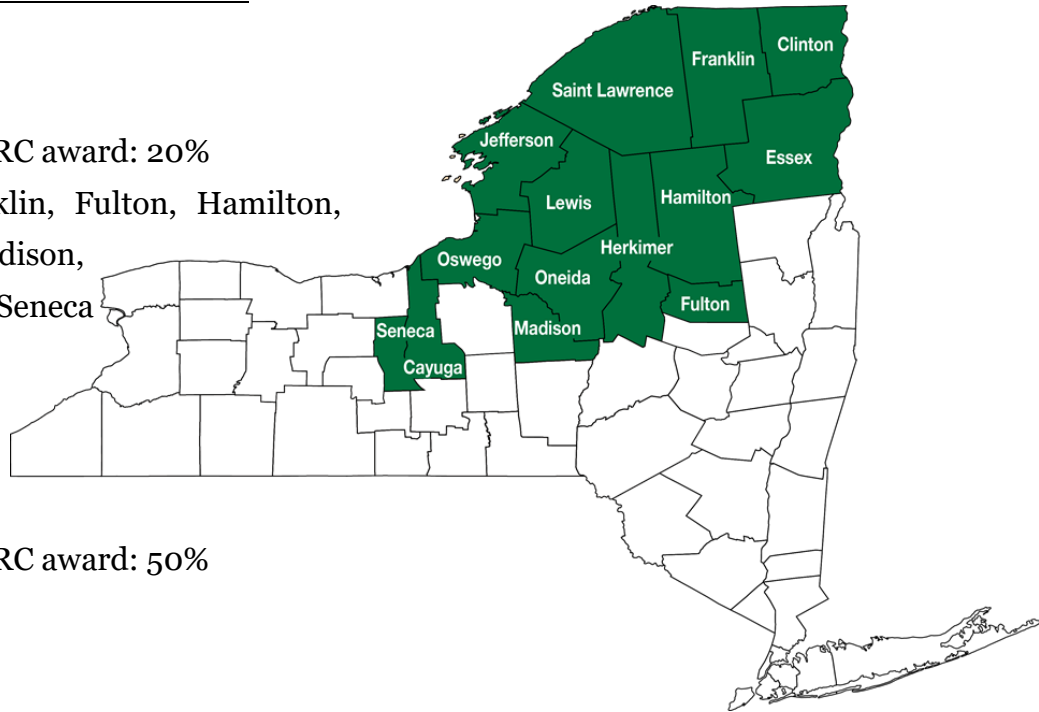 RC award: 20%
klin, Fulton, Hamilton,
dison,
Seneca
RC award: 50%
Clinton
Franklin
Saint Lawrence
Jefferson
Essex
Hamilton
Lewis
Herkimer
Oswego
Oneida
Fulton
Madison
Seneca
Cayuga